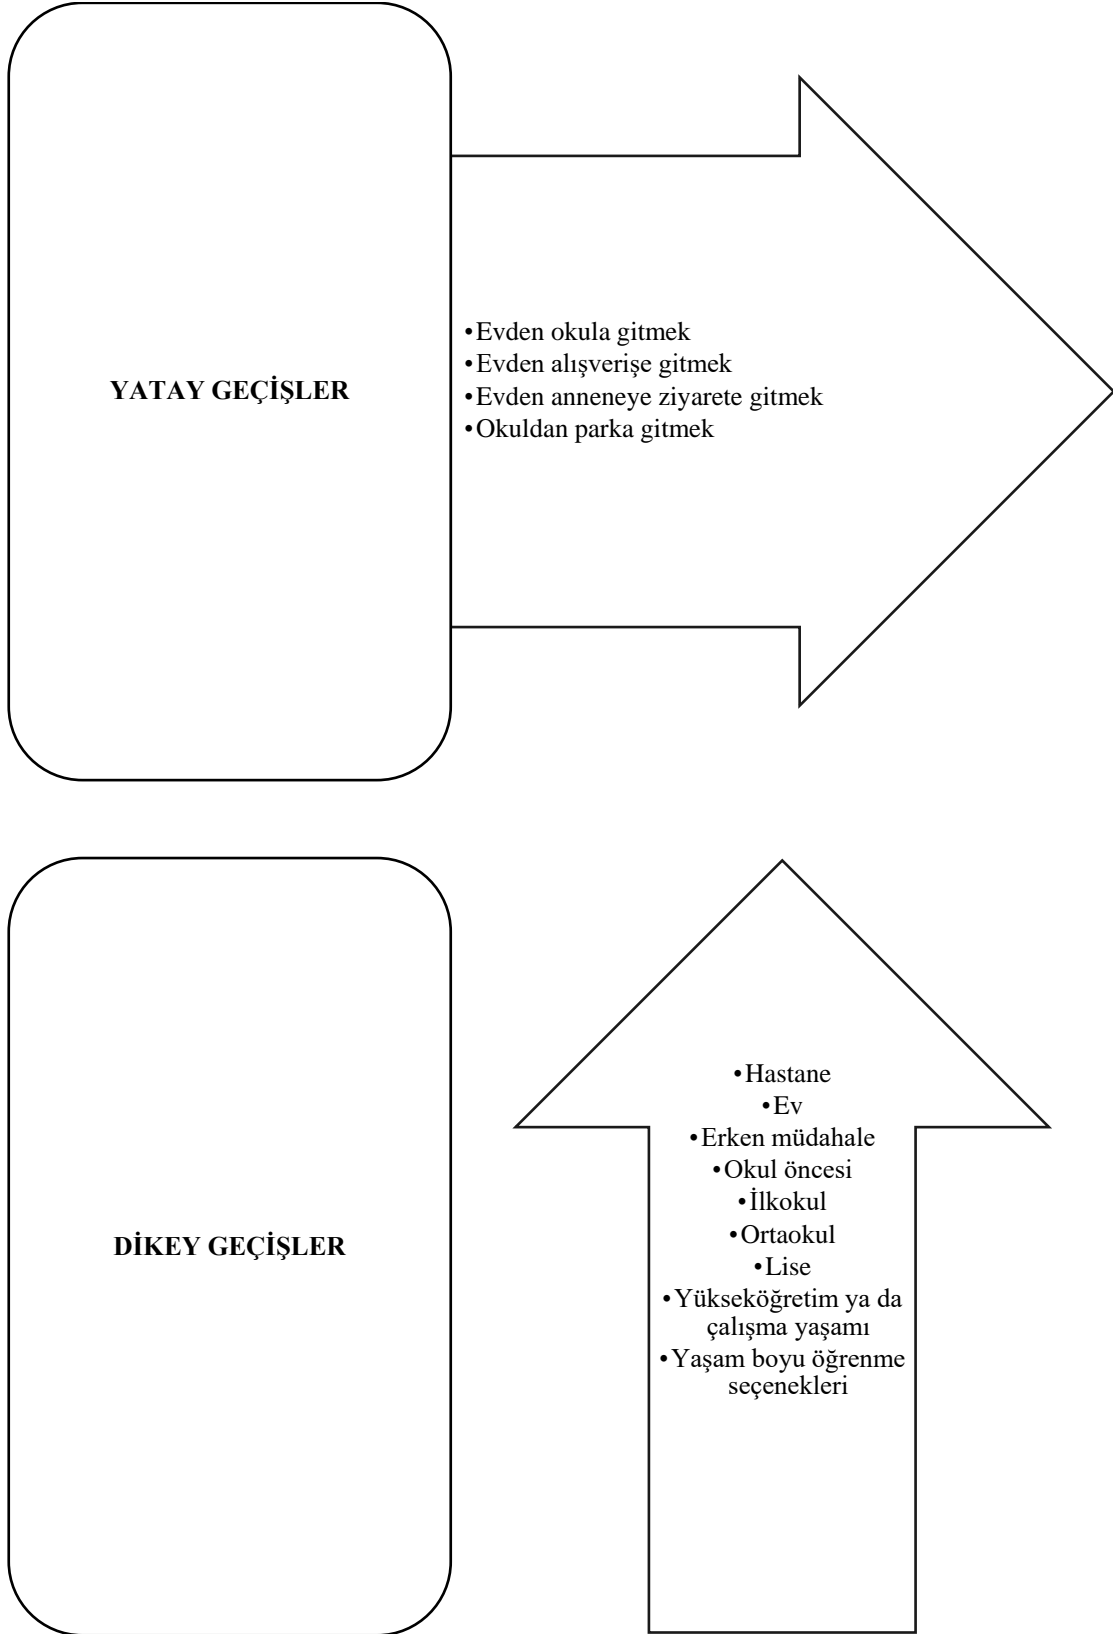 YATAY GEÇİŞLER
•Evden okula gitmek
•Evden alışverişe gitmek
•Evden anneneye ziyarete gitmek
•Okuldan parka gitmek
DİKEY GEÇİŞLER
•Hastane
•Ev
•Erken müdahale
•Okul öncesi
•İlkokul
•Ortaokul
•Lise
•Yükseköğretim ya da
çalışma yaşamı
•Yaşam boyu öğrenme
seçenekleri